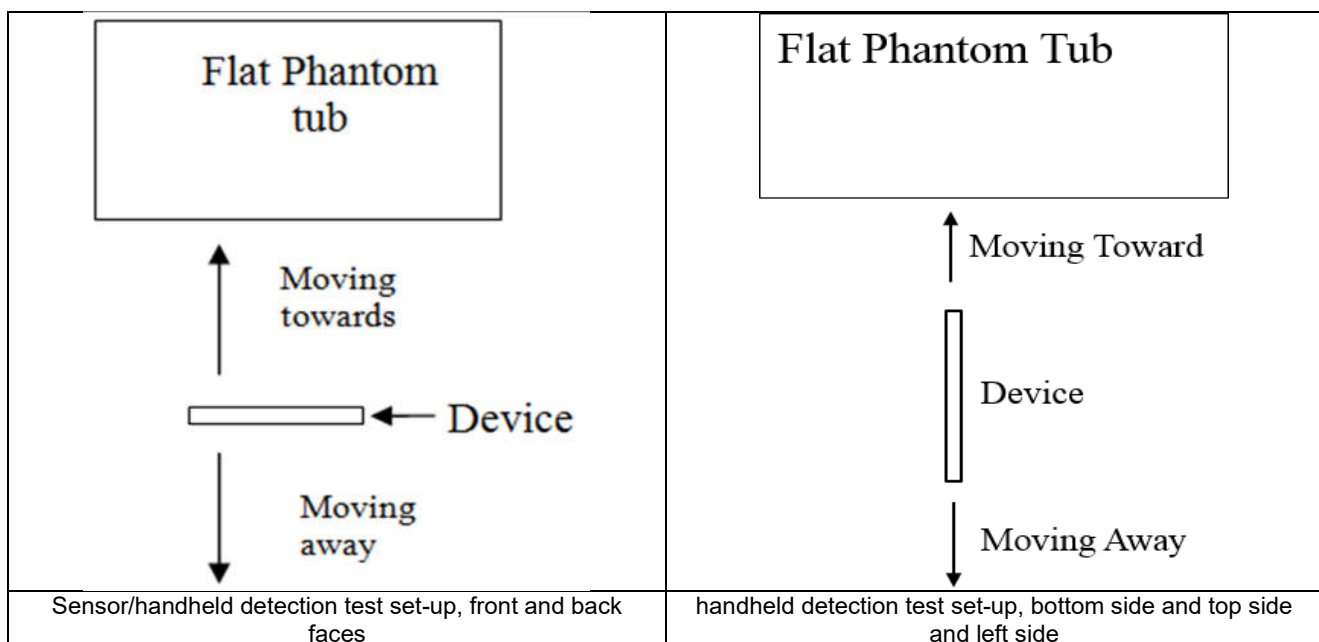 Flat Phantom
tub
Moving
towards
Device
Moving
away
Sensor/handheld detection test set-up, front and back
faces
Flat Phantom Tub
Moving Toward
Device
Moving Away
handheld detection test set-up, bottom side and top side
and left side